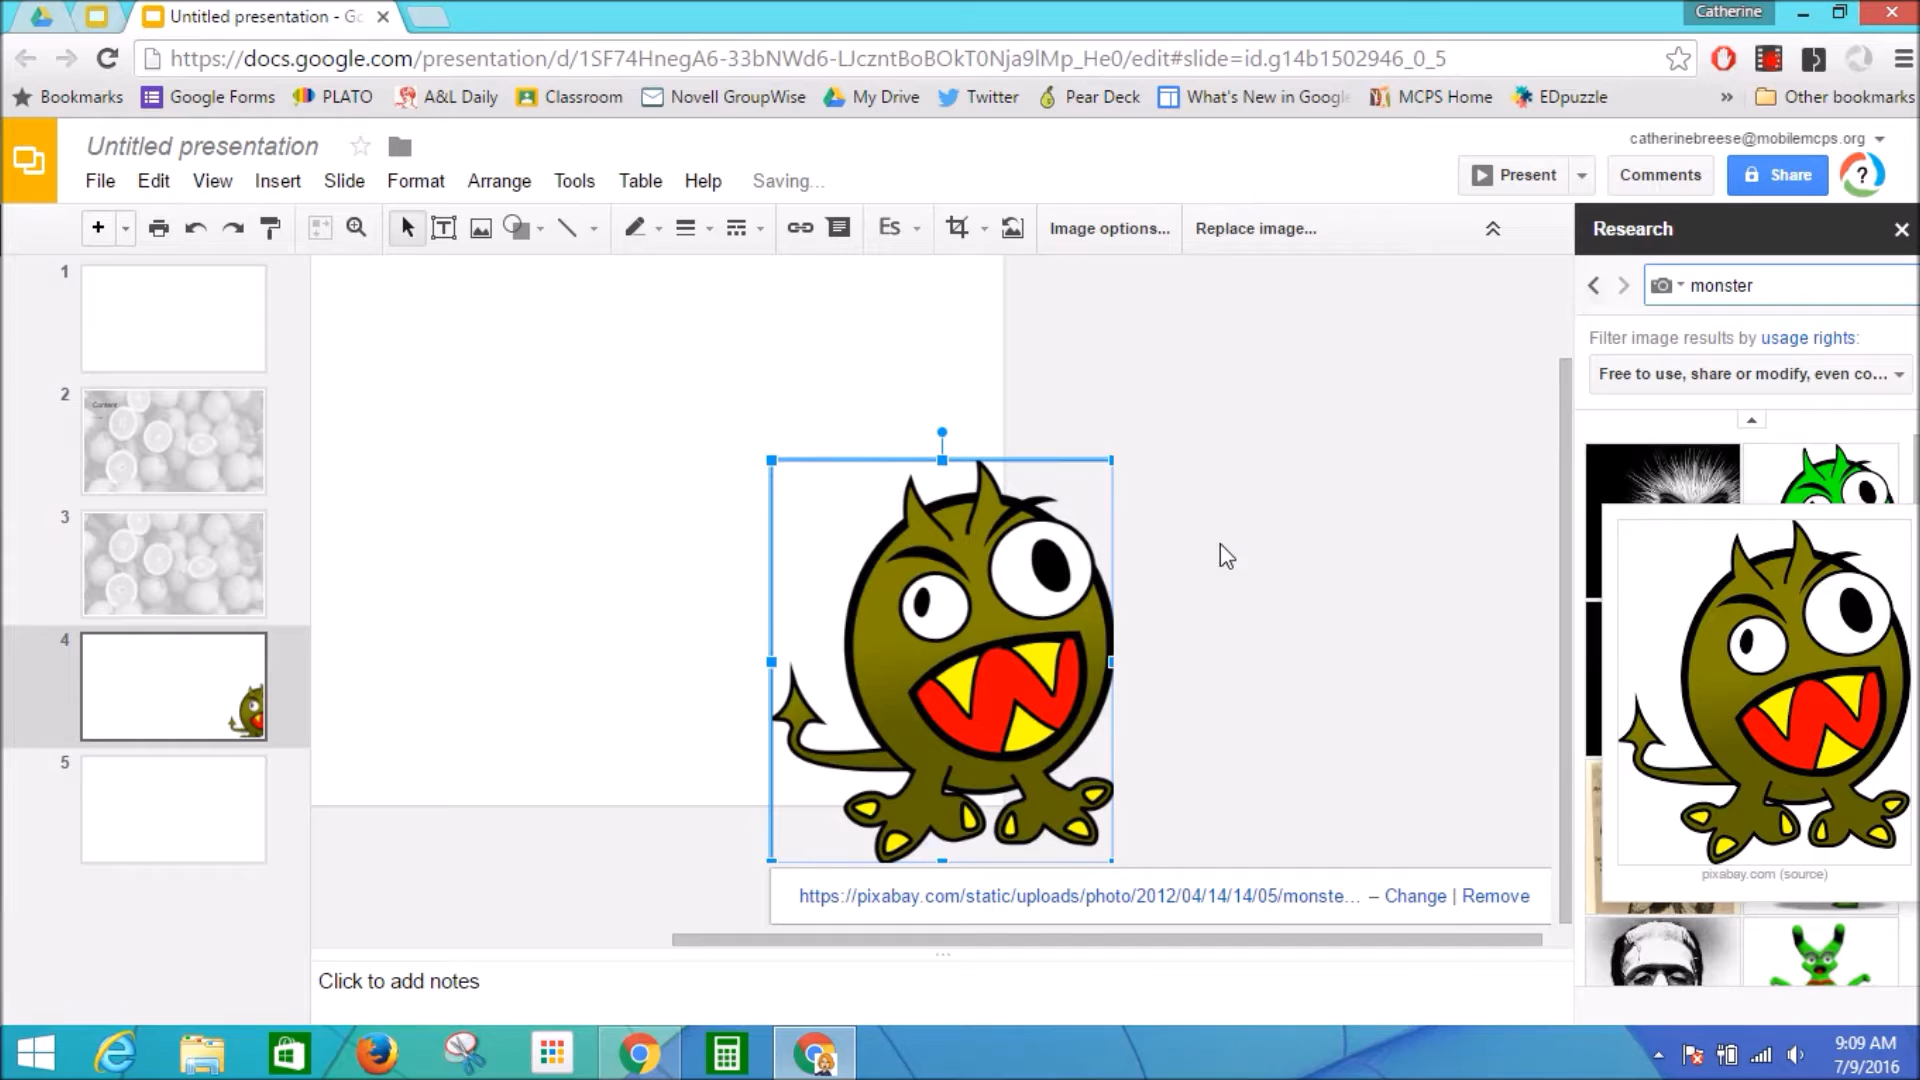 Untitled presentation - Go
Catherine
https://docs.google.com/presentation/d/1SF74HnegA6-33bNWd6-LJczntBoBOkT0Nja9lMp_He0/edit#slide=id.g14b1502946_0_5
Bookmarks
Google Forms
PLATO
A&L Daily
Classroom
Novell GroupWise
My Drive
Twitter
Pear Deck
What's New in Google
MCPS Home
EDpuzzle
»
Other bookmarks
Untitled presentation
catherinebreese@mobilemcps.org
File Edit View Insert Slide Format Arrange Tools Table Help Saving...
Present
Comments
Share
?
Es
Image options...
Replace image...
Research
monster
Filter image results by usage rights:
Free to use, share or modify, even co...
1
2
Content
3
4
5
pixabay.com (source)
https://pixabay.com/static/uploads/photo/2012/04/14/14/05/monste... – Change | Remove
Click to add notes
9:09 AM
7/9/2016